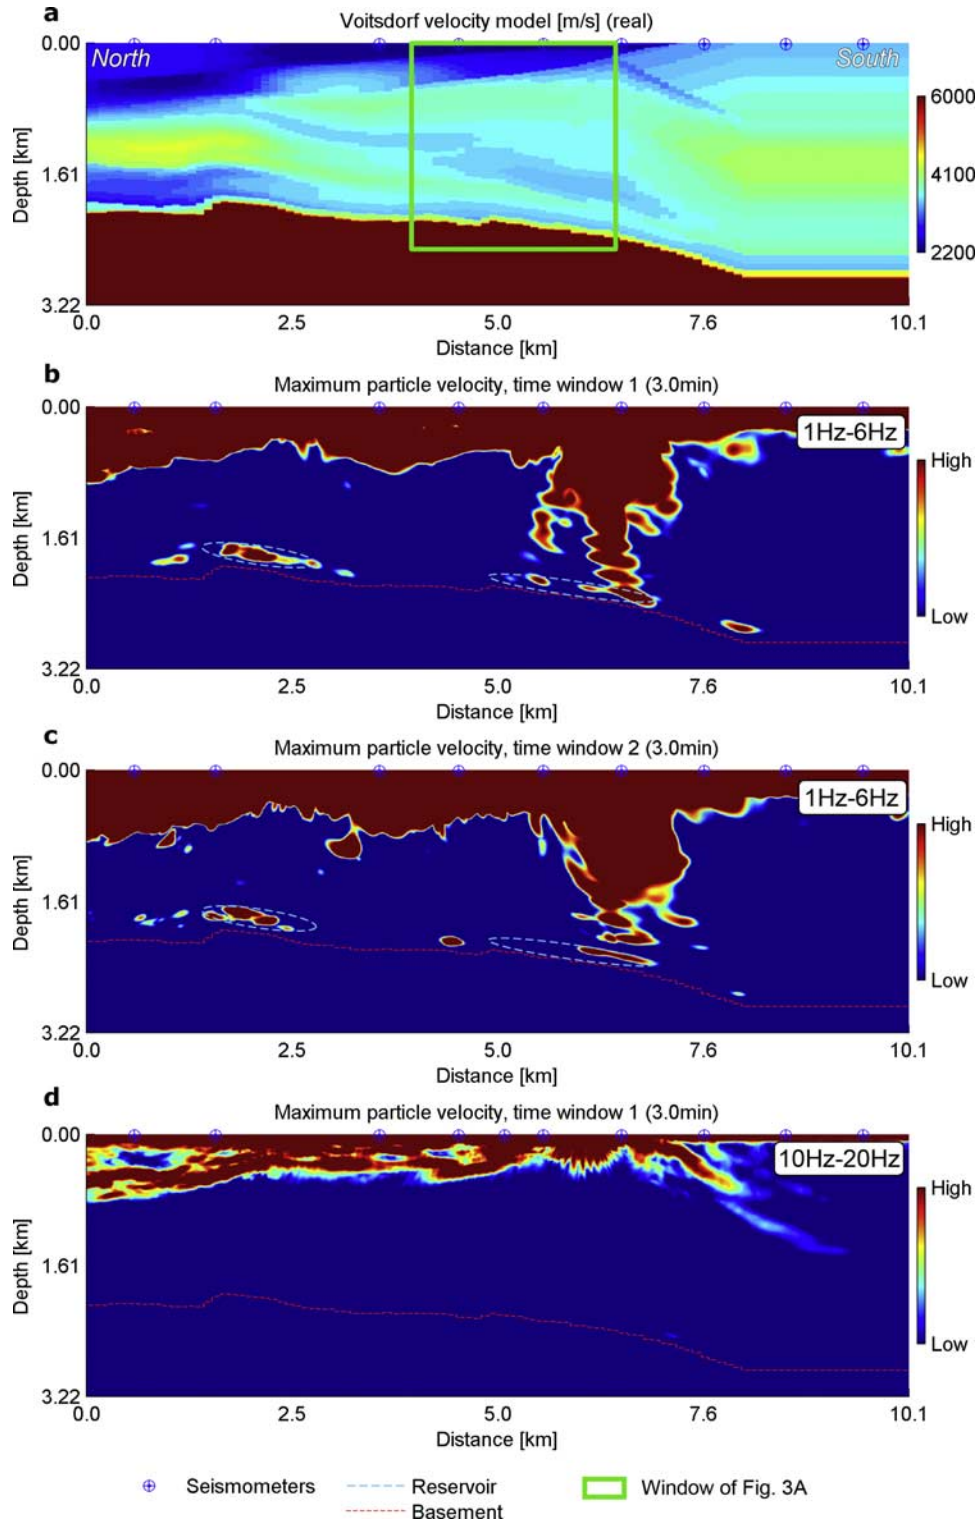 a
Voitsdorf velocity model [m/s] (real)
0.00
North
South
Depth [km]
1.61
3.22
6000
4100
2200
0.0 2.5 5.0 7.6 10.1
Distance [km]
b
Maximum particle velocity, time window 1 (3.0min)
0.00
1Hz-6Hz
Depth [km]
1.61
3.22
High
Low
0.0 2.5 5.0 7.6 10.1
Distance [km]
c
Maximum particle velocity, time window 2 (3.0min)
0.00
1Hz-6Hz
Depth [km]
1.61
3.22
High
Low
0.0 2.5 5.0 7.6 10.1
Distance [km]
d
Maximum particle velocity, time window 1 (3.0min)
0.00
10Hz-20Hz
Depth [km]
1.61
3.22
High
Low
0.0 2.5 5.0 7.6 10.1
Distance [km]
Seismometers
Reservoir
Window of Fig. 3A
Basement